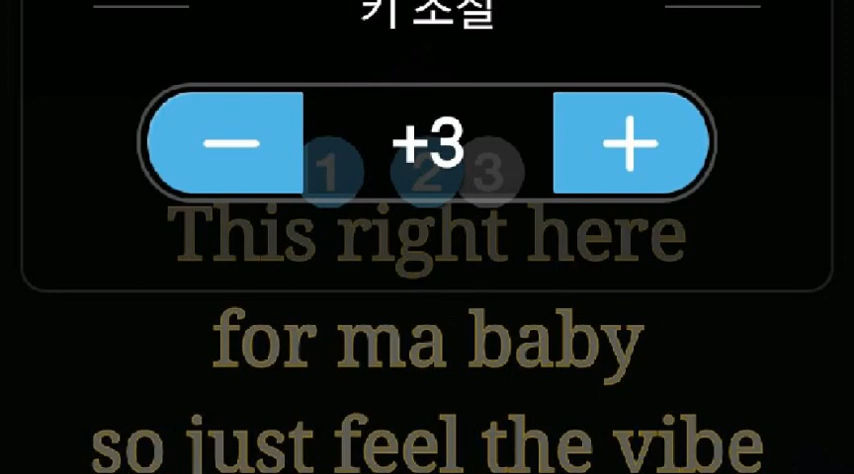 키 조절
− +3 +
1 2 3
This right here
for ma baby
so just feel the vibe